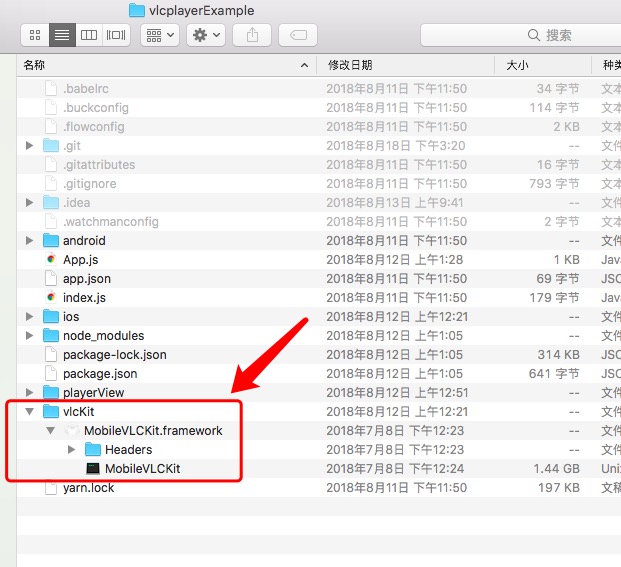 vlcplayerExample
搜索
名称 修改日期 大小 种类
.babelrc 2018年8月11日 下午11:50 34 字节 文本
.buckconfig 2018年8月11日 下午11:50 114 字节 文本
.flowconfig 2018年8月11日 下午11:50 2 KB 文本
.git 2018年8月18日 下午3:20 -- 文件
.gitattributes 2018年8月11日 下午11:50 16 字节 文本
.gitignore 2018年8月11日 下午11:50 793 字节 文本
.idea 2018年8月13日 上午9:41 -- 文件
.watchmanconfig 2018年8月11日 下午11:50 2 字节 文本
android 2018年8月11日 下午11:50 -- 文件
App.js 2018年8月12日 上午1:28 1 KB Java
app.json 2018年8月11日 下午11:50 69 字节 JSO
index.js 2018年8月11日 下午11:50 179 字节 Java
ios 2018年8月12日 上午12:21 -- 文件
node_modules 2018年8月12日 上午1:05 -- 文件
package-lock.json 2018年8月12日 上午1:05 314 KB JSO
package.json 2018年8月12日 上午1:05 641 字节 JSO
playerView 2018年8月12日 上午12:51 -- 文件
vlcKit 2018年8月12日 上午12:21 -- 文件
MobileVLCKit.framework 2018年7月8日 下午12:23 -- 文件
Headers 2018年7月8日 下午12:23 -- 文件
MobileVLCKit 2018年7月8日 下午12:24 1.44 GB Unix
yarn.lock 2018年8月11日 下午11:50 197 KB 文稿